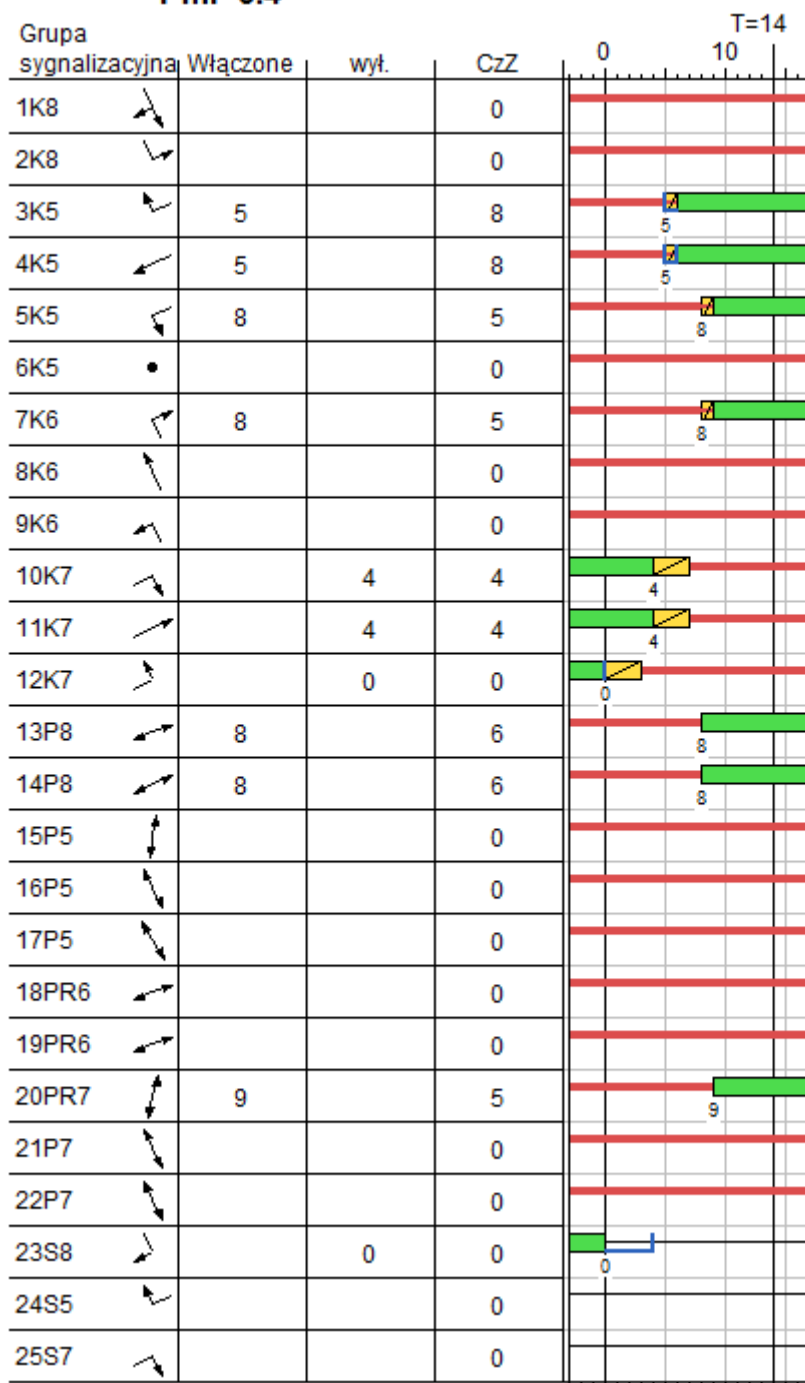 T=14
Grupa
sygnalizacyjna Włączone wył. CzZ 0 10
1K8 0
2K8 0
3K5 5 8 5
4K5 5 8 5
5K5 8 5 8
6K5 0
7K6 8 5 8
8K6 0
9K6 0
10K7 4 4 4
11K7 4 4 4
12K7 0 0 0
13P8 8 6 8
14P8 8 6 8
15P5 0
16P5 0
17P5 0
18PR6 0
19PR6 0
20PR7 9 5 9
21P7 0
22P7 0
23S8 0 0 0
24S5 0
25S7 0